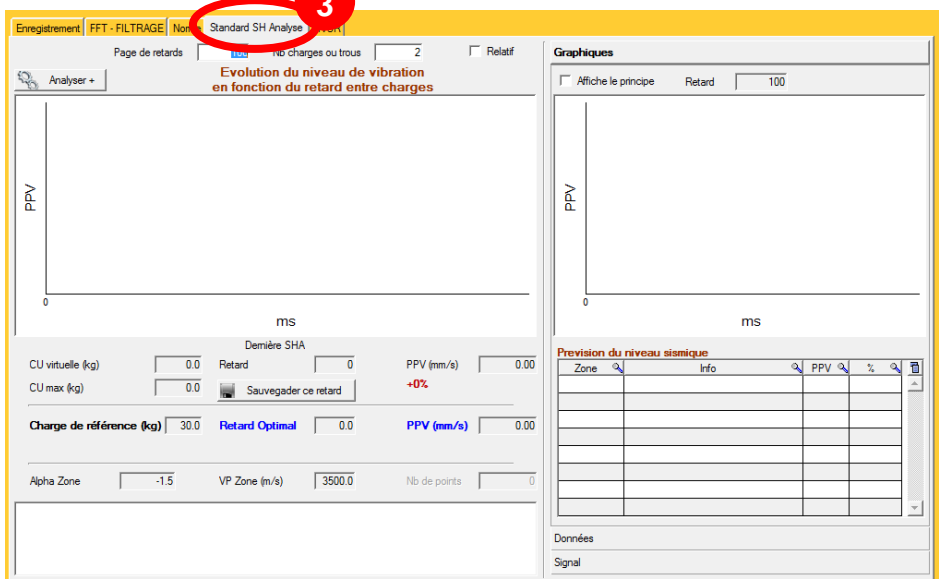 3
Enregistrement FFT - FILTRAGE Standard SH Analyse
Page de retards 100 Nb charges ou trous 2 Relatif
Analyser +
Evolution du niveau de vibration
en fonction du retard entre charges
PPV
0
ms
Dernière SHA
CU virtuelle (kg) 0.0 Retard 0 PPV (mm/s) 0.00
CU max (kg) 0.0 Sauvegader ce retard +0%
Charge de référence (kg) 30.0 Retard Optimal 0.0 PPV (mm/s) 0.00
Alpha Zone -1.5 VP Zone (m/s) 3500.0 Nb de points 0
Graphiques
Affiche le principe Retard 100
PPV
0
ms
Prevision du niveau sismique
Zone Info PPV %
Données
Signal